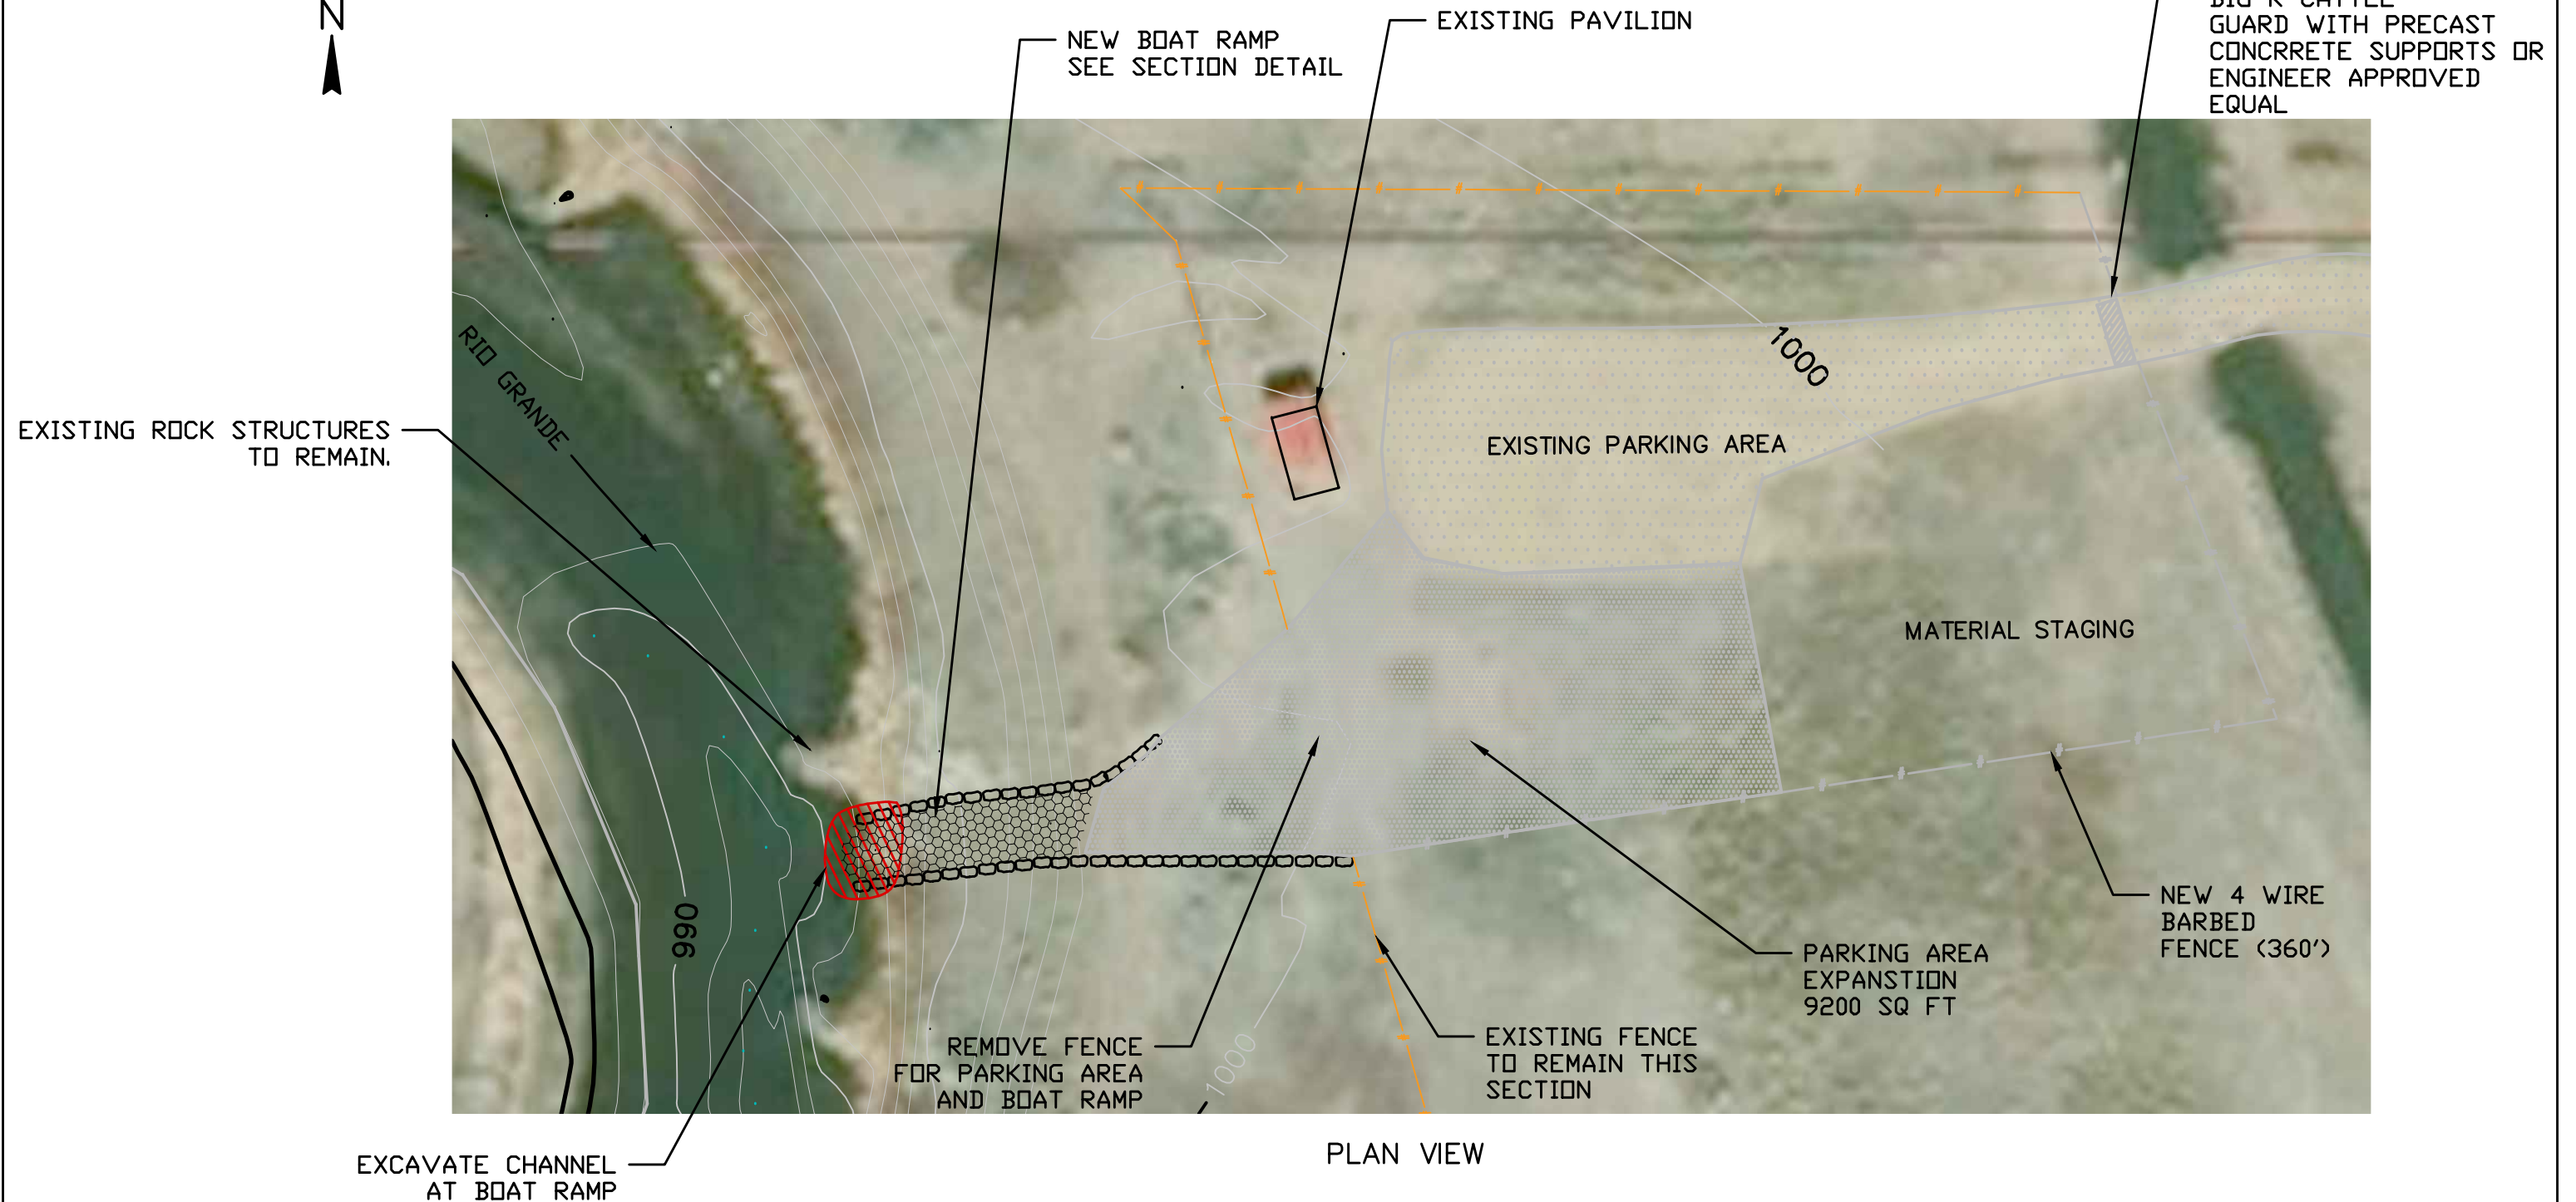 N
NEW BOAT RAMP
SEE SECTION DETAIL
EXISTING PAVILION
GUARD WITH PRECAST
CONCRRETE SUPPORTS OR
ENGINEER APPROVED
EQUAL
RIO GRANDE
EXISTING ROCK STRUCTURES
TO REMAIN.
1000
EXISTING PARKING AREA
MATERIAL STAGING
990
NEW 4 WIRE
BARBED
FENCE (360')
PARKING AREA
EXPANSTION
9200 SQ FT
EXISTING FENCE
TO REMAIN THIS
SECTION
REMOVE FENCE
FOR PARKING AREA
AND BOAT RAMP
1000
PLAN VIEW
EXCAVATE CHANNEL
AT BOAT RAMP